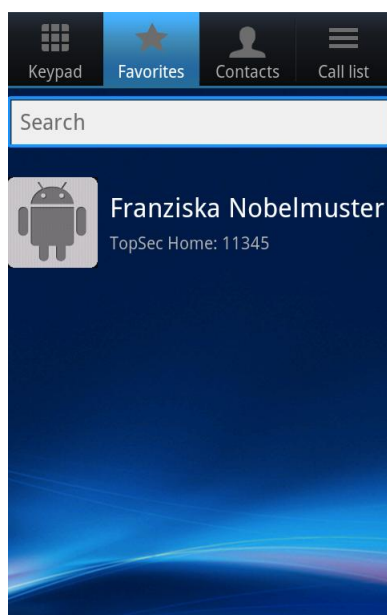 Keypad Favorites Contacts Call list
Search
Franziska Nobelmuster
TopSec Home: 11345